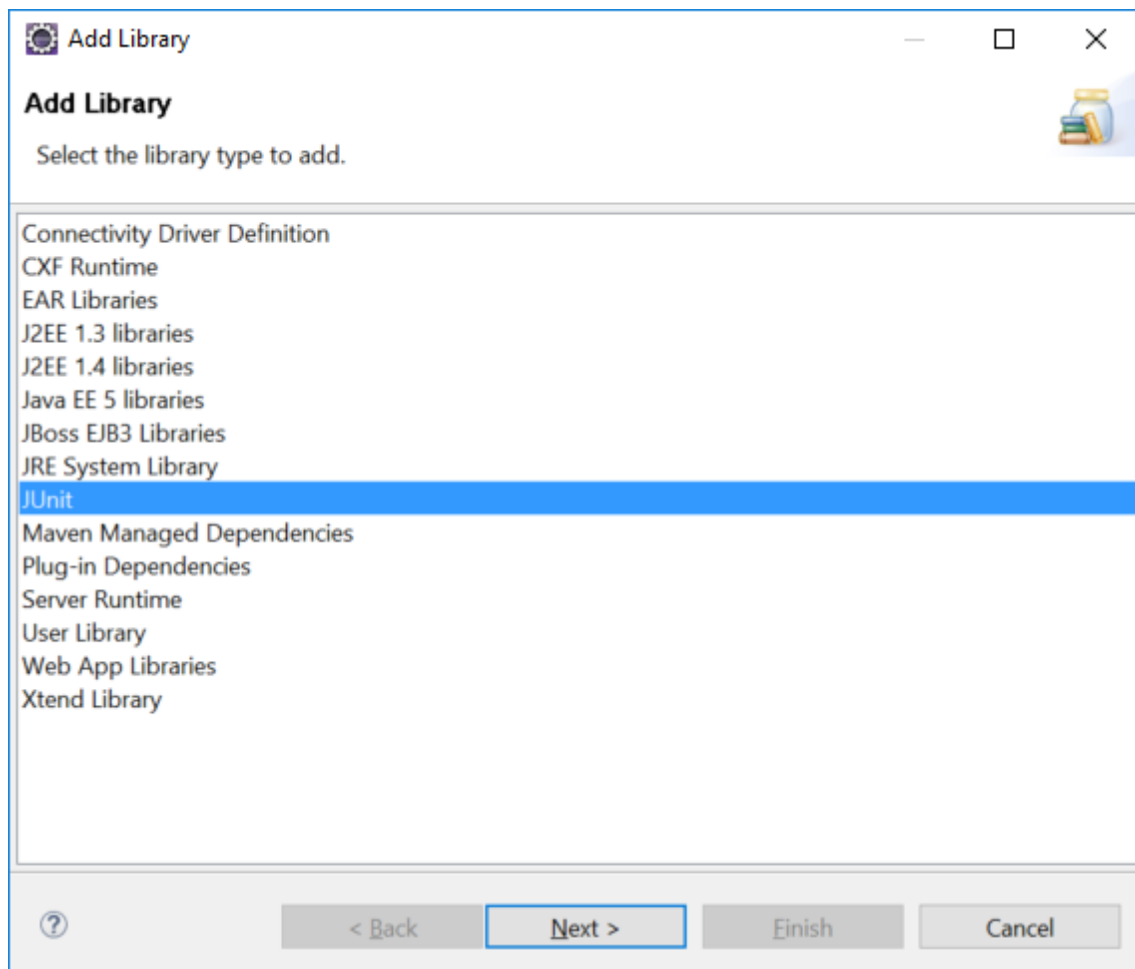 Add Library
Add Library
Select the library type to add.
Connectivity Driver Definition
CXF Runtime
EAR Libraries
J2EE 1.3 libraries
J2EE 1.4 libraries
Java EE 5 libraries
JBoss EJB3 Libraries
JRE System Library
JUnit
Maven Managed Dependencies
Plug-in Dependencies
Server Runtime
User Library
Web App Libraries
Xtend Library
? < Back Next > Finish Cancel